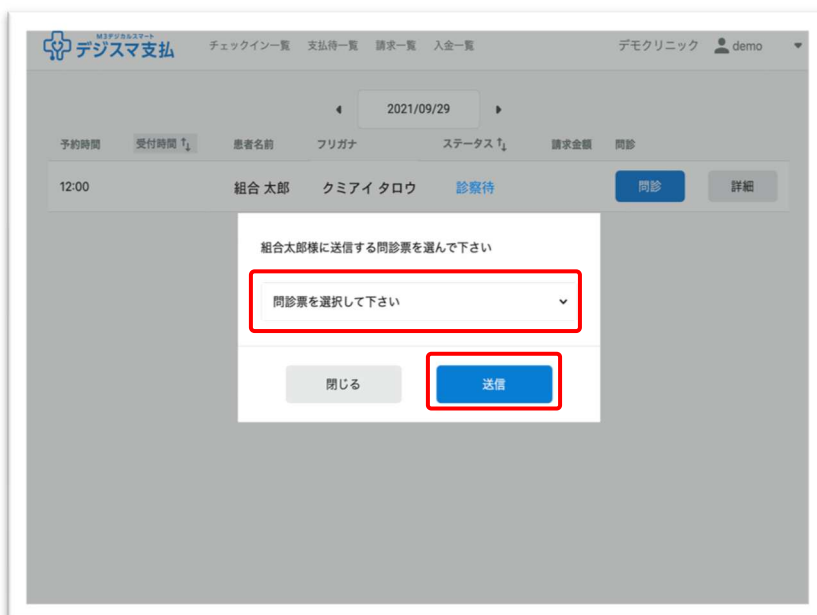 M3デジカルスマート
デジスマ支払 チェックイン一覧 支払待一覧 請求一覧 入金一覧 デモクリニック demo
2021/09/29
予約時間 受付時間 患者名前 フリガナ ステータス 請求金額 問診
12:00 組合 太郎 クミアイ タロウ 診察待 問診 詳細
組合太郎様に送信する問診票を選んで下さい
問診票を選択して下さい
閉じる 送信